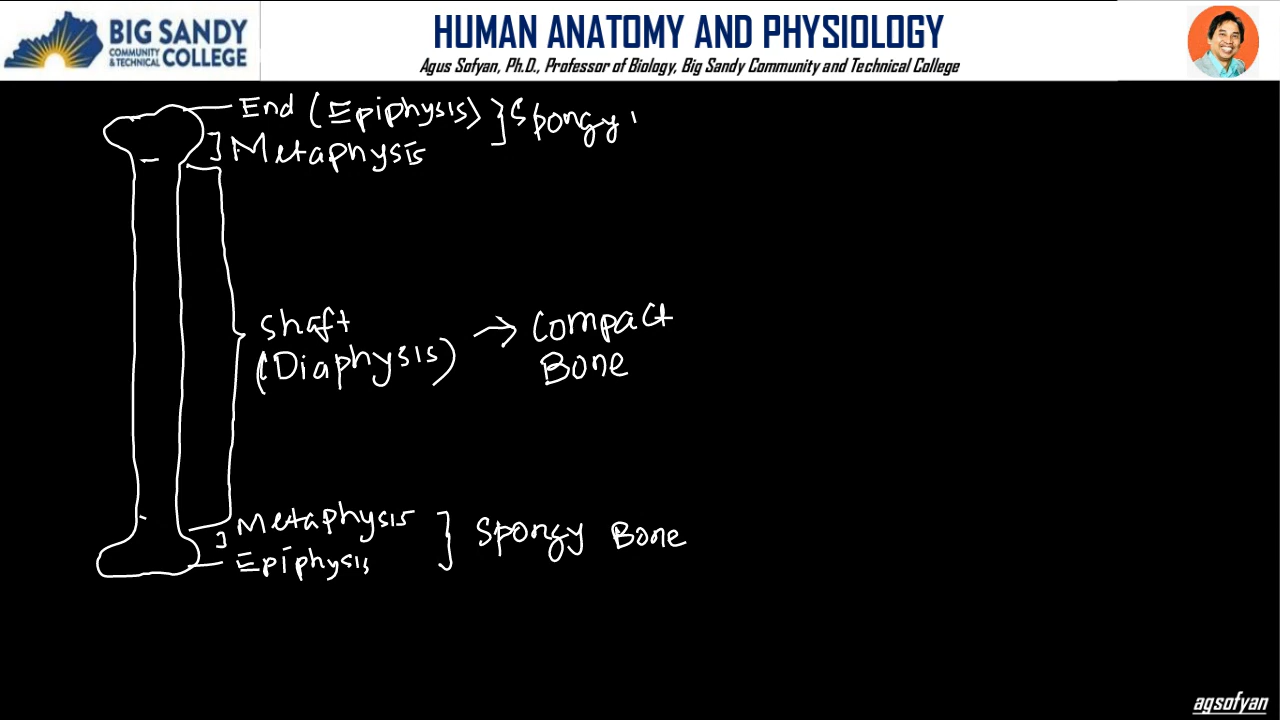 BIG SANDY
COMMUNITY
& TECHNICAL
COLLEGE
HUMAN ANATOMY AND PHYSIOLOGY
Agus Sofyan, Ph.D., Professor of Biology, Big Sandy Community and Technical College
End (Epiphysis)
Spongy
Metaphysis
Shaft
(Diaphysis)
→ Compact
Bone
Metaphysis
Epiphysis
Spongy Bone
agsofyan